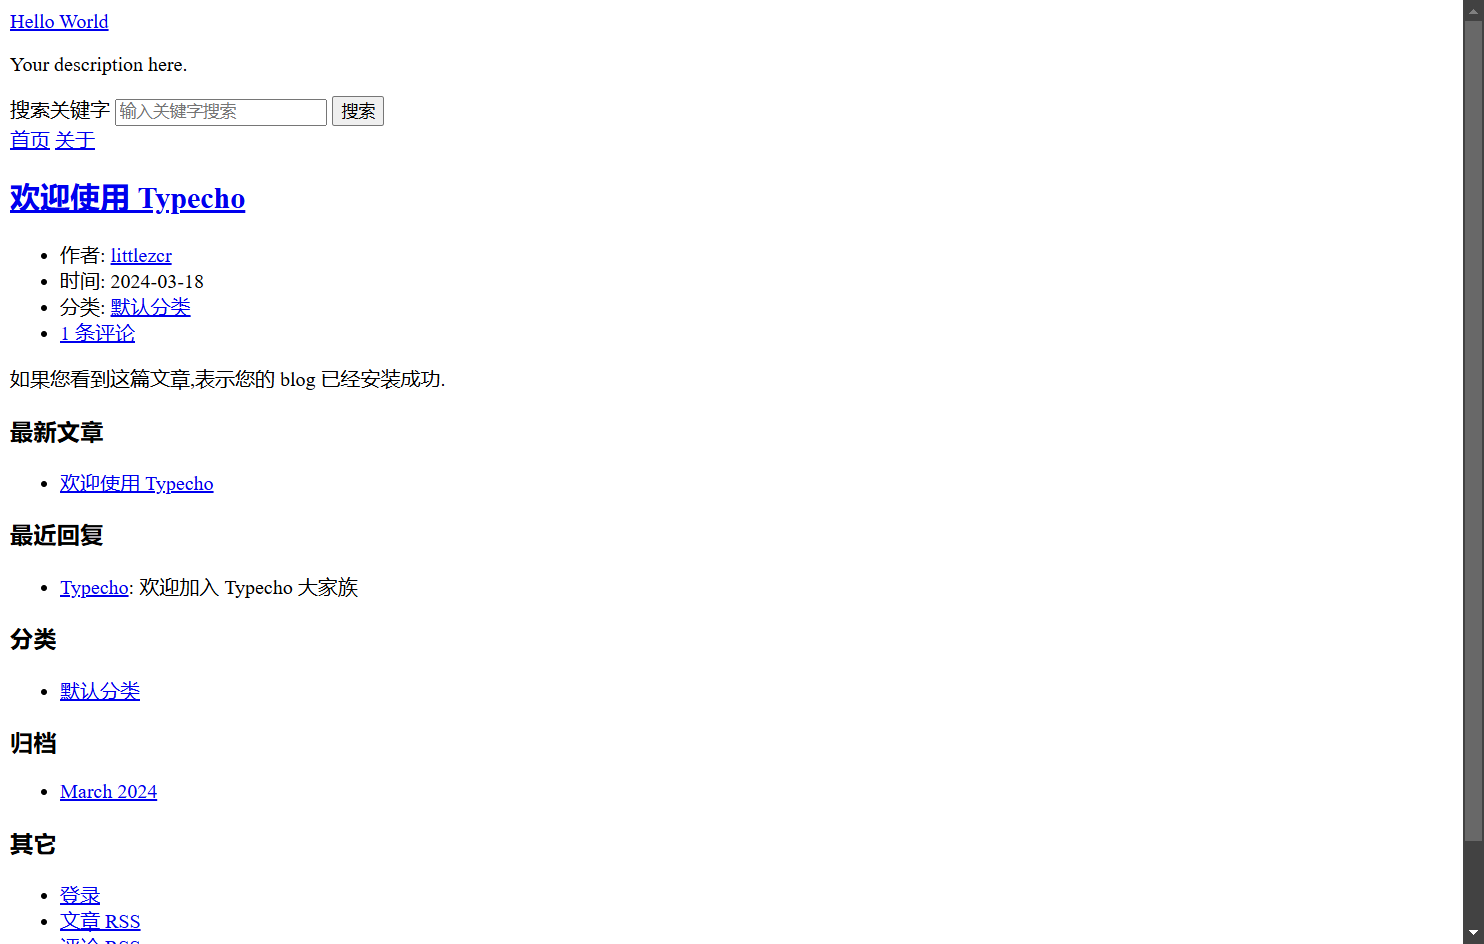 Hello World
Your description here.
搜索关键字 输入关键字搜索 搜索
首页 关于
欢迎使用 Typecho
作者: littlezcr
时间: 2024-03-18
分类: 默认分类
1 条评论
如果您看到这篇文章,表示您的 blog 已经安装成功.
最新文章
欢迎使用 Typecho
最近回复
Typecho: 欢迎加入 Typecho 大家族
分类
默认分类
归档
March 2024
其它
登录
文章 RSS
评论 RSS